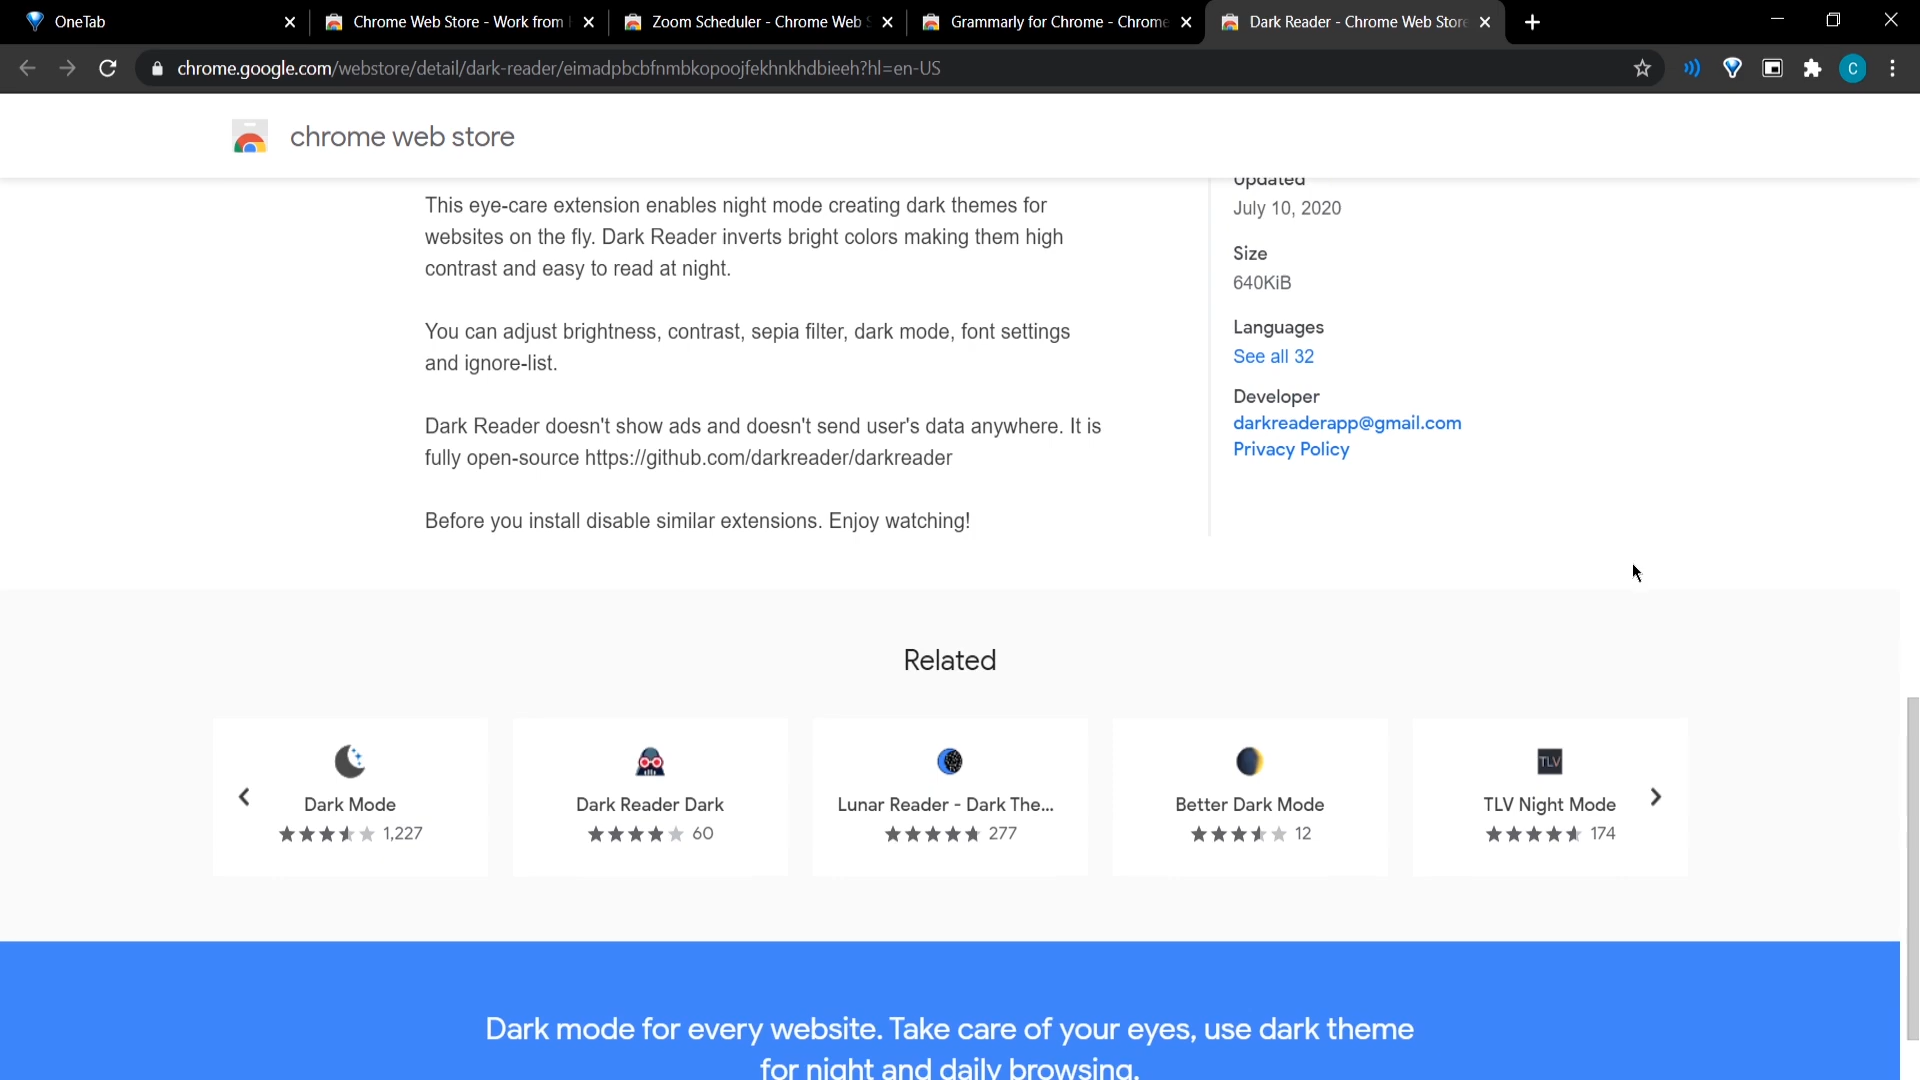 OneTab
Chrome Web Store - Work from
Zoom Scheduler - Chrome Web
Grammarly for Chrome - Chrome
Dark Reader - Chrome Web Store
chrome.google.com/webstore/detail/dark-reader/eimadpbcbfnmbkopoojfekhnkhdbieeh?hl=en-US
C
chrome web store
This eye-care extension enables night mode creating dark themes for
websites on the fly. Dark Reader inverts bright colors making them high
contrast and easy to read at night.
You can adjust brightness, contrast, sepia filter, dark mode, font settings
and ignore-list.
Dark Reader doesn't show ads and doesn't send user's data anywhere. It is
fully open-source https://github.com/darkreader/darkreader
Before you install disable similar extensions. Enjoy watching!
Updated
July 10, 2020
Size
640KiB
Languages
See all 32
Developer
darkreaderapp@gmail.com
Privacy Policy
Related
Dark Mode
1,227
Dark Reader Dark
60
Lunar Reader - Dark The...
277
Better Dark Mode
12
TLV
TLV Night Mode
174
Dark mode for every website. Take care of your eyes, use dark theme
for night and daily browsing.